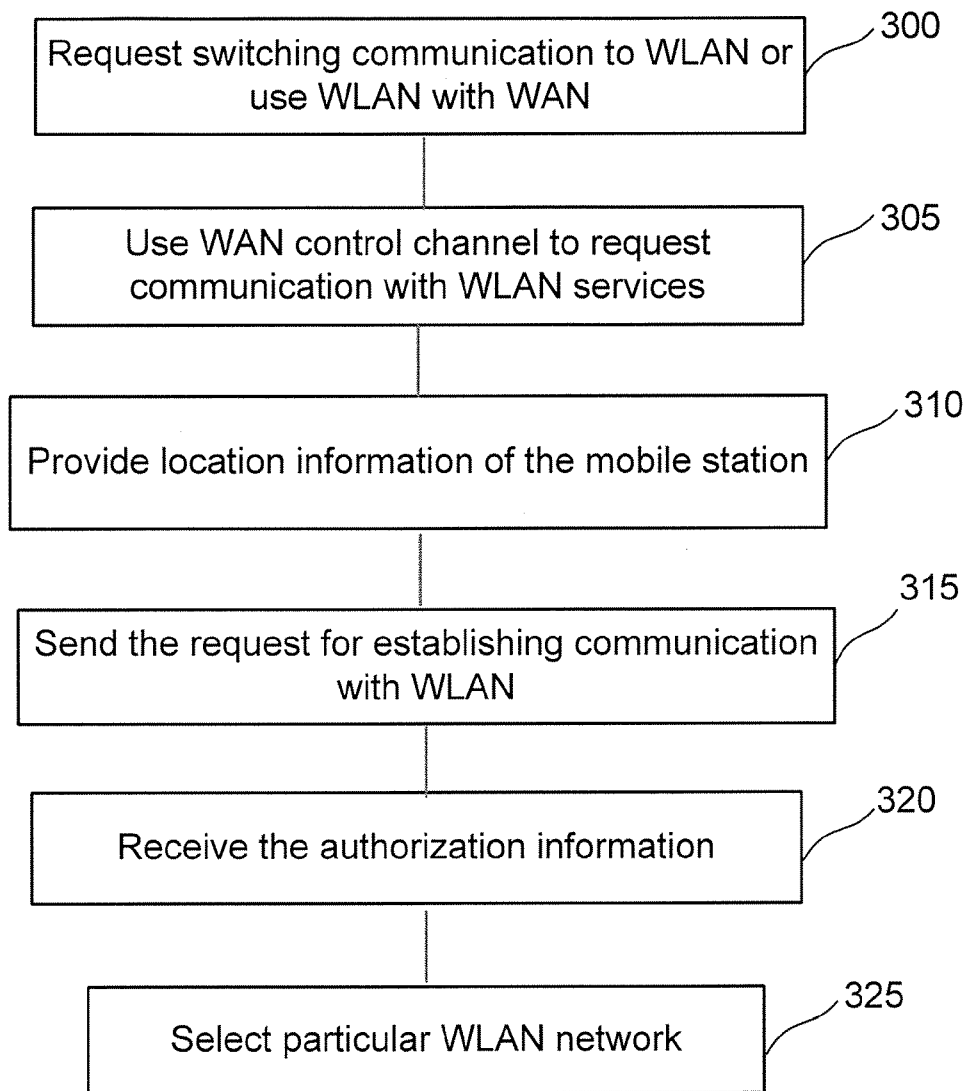 300
Request switching communication to WLAN or
use WLAN with WAN
305
Use WAN control channel to request
communication with WLAN services
310
Provide location information of the mobile station
315
Send the request for establishing communication
with WLAN
320
Receive the authorization information
325
Select particular WLAN network